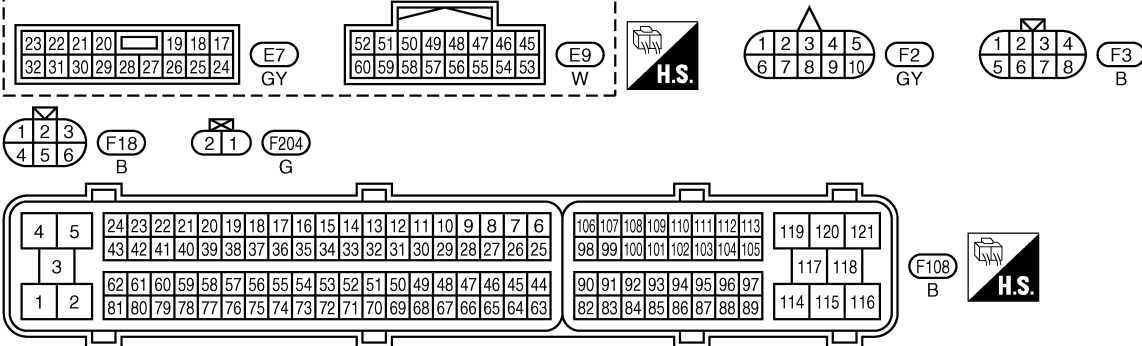 23 22 21 20 19 18 17
32 31 30 29 28 27 26 25 24
E7
GY
52 51 50 49 48 47 46 45
60 59 58 57 56 55 54 53
E9
W
H.S.
1 2 3 4 5
6 7 8 9 10
F2
GY
1 2 3 4
5 6 7 8
F3
B
1 2 3
4 5 6
F18
B
2 1
F204
G
4 5
3
1 2
24 23 22 21 20 19 18 17 16 15 14 13 12 11 10 9 8 7 6
43 42 41 40 39 38 37 36 35 34 33 32 31 30 29 28 27 26 25
62 61 60 59 58 57 56 55 54 53 52 51 50 49 48 47 46 45 44
81 80 79 78 77 76 75 74 73 72 71 70 69 68 67 66 65 64 63
106 107 108 109 110 111 112 113
98 99 100 101 102 103 104 105
90 91 92 93 94 95 96 97
82 83 84 85 86 87 88 89
119 120 121
117 118
114 115 116
F108
B
H.S.